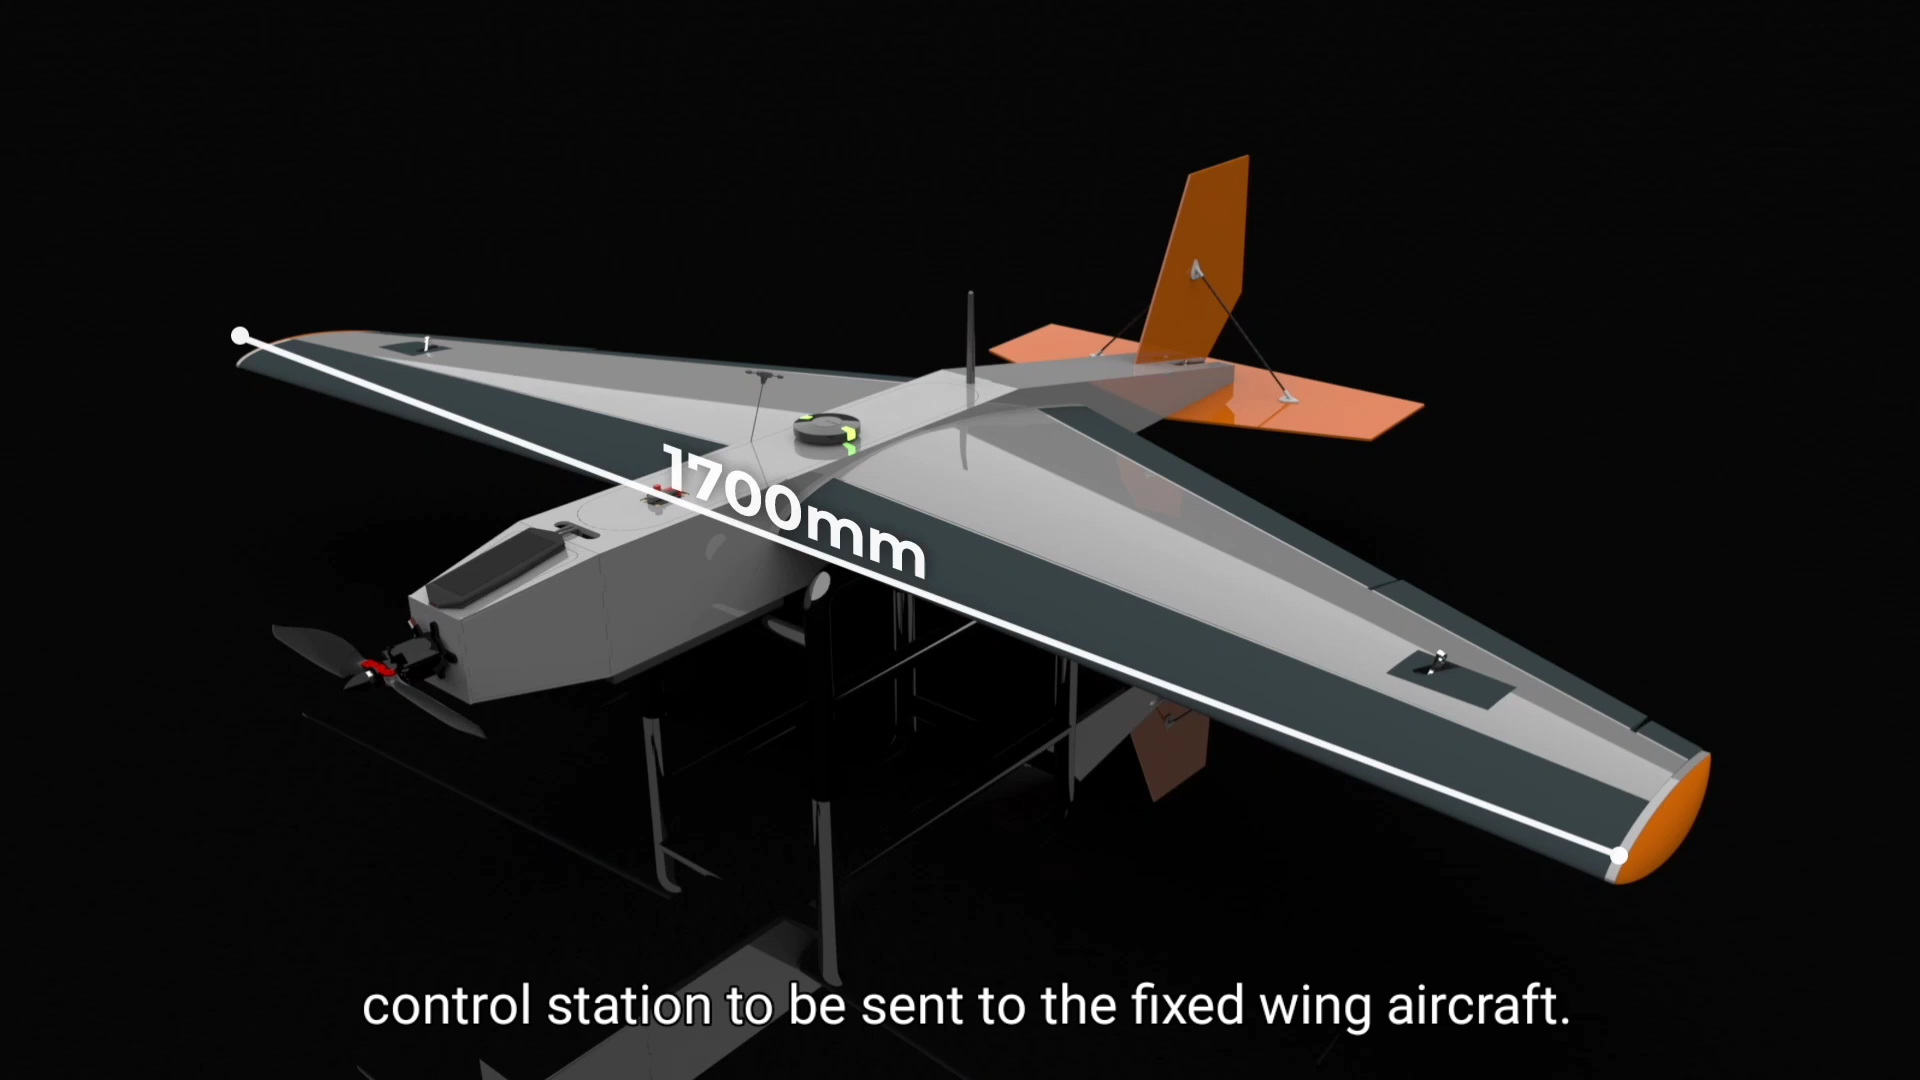 1700mm
control station to be sent to the fixed wing aircraft.